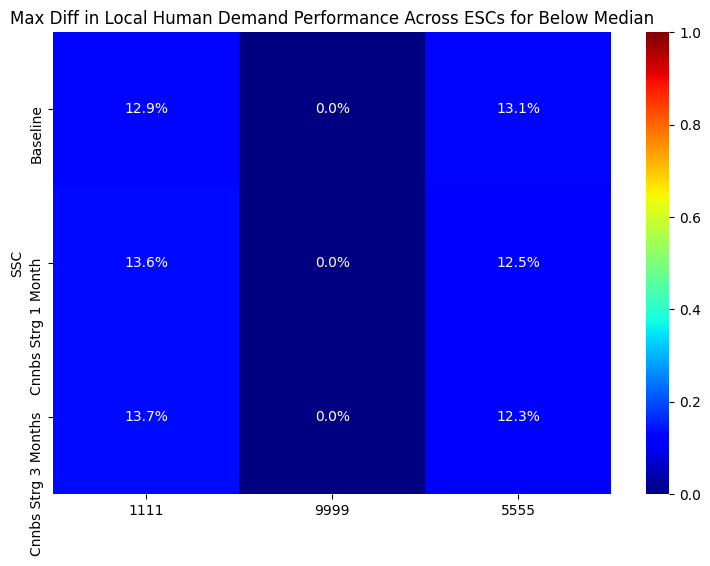 Max Diff in Local Human Demand Performance Across ESCs for Below Median
SSC
Baseline
12.9% 0.0% 13.1%
Cnnbs Strg 1 Month
13.6% 0.0% 12.5%
Cnnbs Strg 3 Months
13.7% 0.0% 12.3%
1111 9999 5555
1.0
0.8
0.6
0.4
0.2
0.0